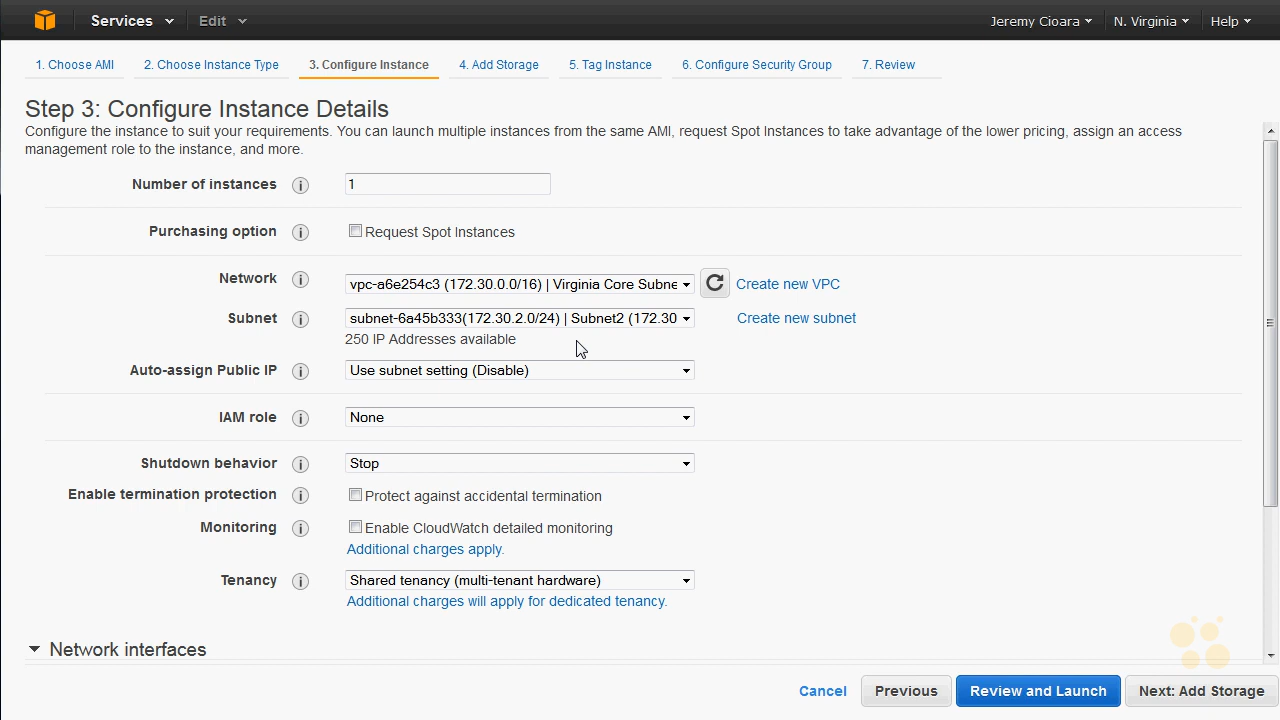 Services Edit Jeremy Cioara N. Virginia Help
1. Choose AMI 2. Choose Instance Type 3. Configure Instance 4. Add Storage 5. Tag Instance 6. Configure Security Group 7. Review
Step 3: Configure Instance Details
Configure the instance to suit your requirements. You can launch multiple instances from the same AMI, request Spot Instances to take advantage of the lower pricing, assign an access
management role to the instance, and more.
Number of instances i 1
Purchasing option i Request Spot Instances
Network i vpc-a6e254c3 (172.30.0.0/16) | Virginia Core Subne Create new VPC
Subnet i subnet-6a45b333(172.30.2.0/24) | Subnet2 (172.30 Create new subnet
250 IP Addresses available
Auto-assign Public IP i Use subnet setting (Disable)
IAM role i None
Shutdown behavior i Stop
Enable termination protection i Protect against accidental termination
Monitoring i Enable CloudWatch detailed monitoring
Additional charges apply.
Tenancy i Shared tenancy (multi-tenant hardware)
Additional charges will apply for dedicated tenancy.
Network interfaces
Cancel Previous Review and Launch Next: Add Storage